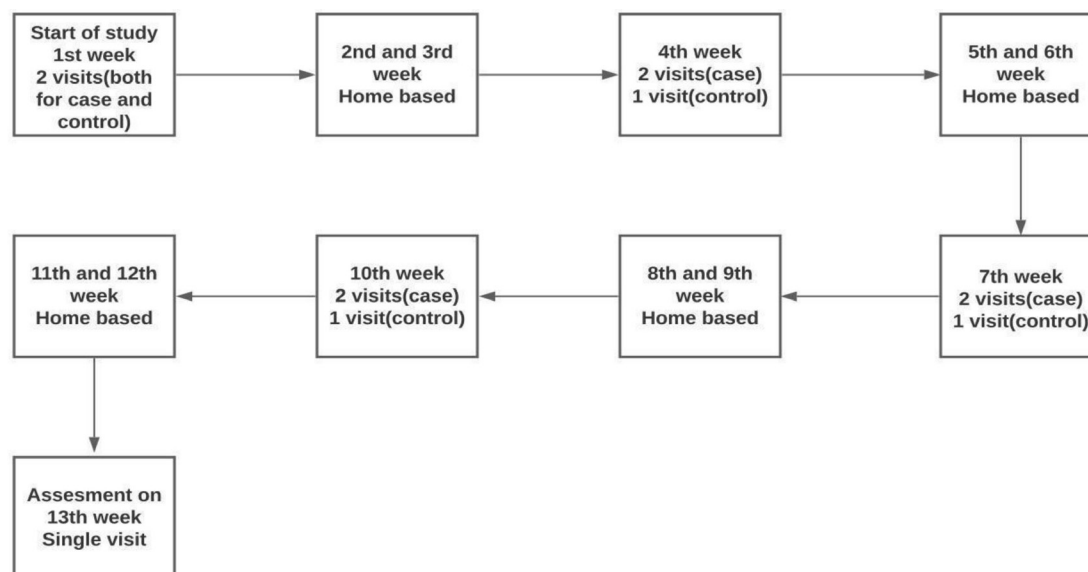 Start of study
1st week
2 visits(both
for case and
control)
2nd and 3rd
week
Home based
4th week
2 visits(case)
1 visit(control)
5th and 6th
week
Home based
11th and 12th
week
Home based
10th week
2 visits(case)
1 visit(control)
8th and 9th
week
Home based
7th week
2 visits(case)
1 visit(control)
Assesment on
13th week
Single visit